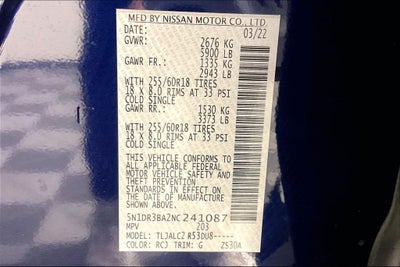 MFD BY NISSAN MOTOR CO., LTD.
DATE: 03/22
GVWR: 2676 KG
5900 LB
GAWR FR.: 1335 KG
2943 LB
WITH 255/60R18 TIRES
18 X 8.0 RIMS AT 33 PSI
COLD SINGLE
GAWR RR.: 1530 KG
3373 LB
WITH 255/60R18 TIRES
18 X 8.0 RIMS AT 33 PSI
COLD SINGLE
THIS VEHICLE CONFORMS TO
ALL APPLICABLE FEDERAL
MOTOR VEHICLE SAFETY AND
THEFT PREVENTION
STANDARDS IN EFFECT ON
THE DATE OF MANUFACTURE
SHOWN ABOVE.
5N1DR3BA2NC241087
MPV 203
MODEL: TLJALCZ R53DU8-----
COLOR: RCJ TRIM: G ZS30A